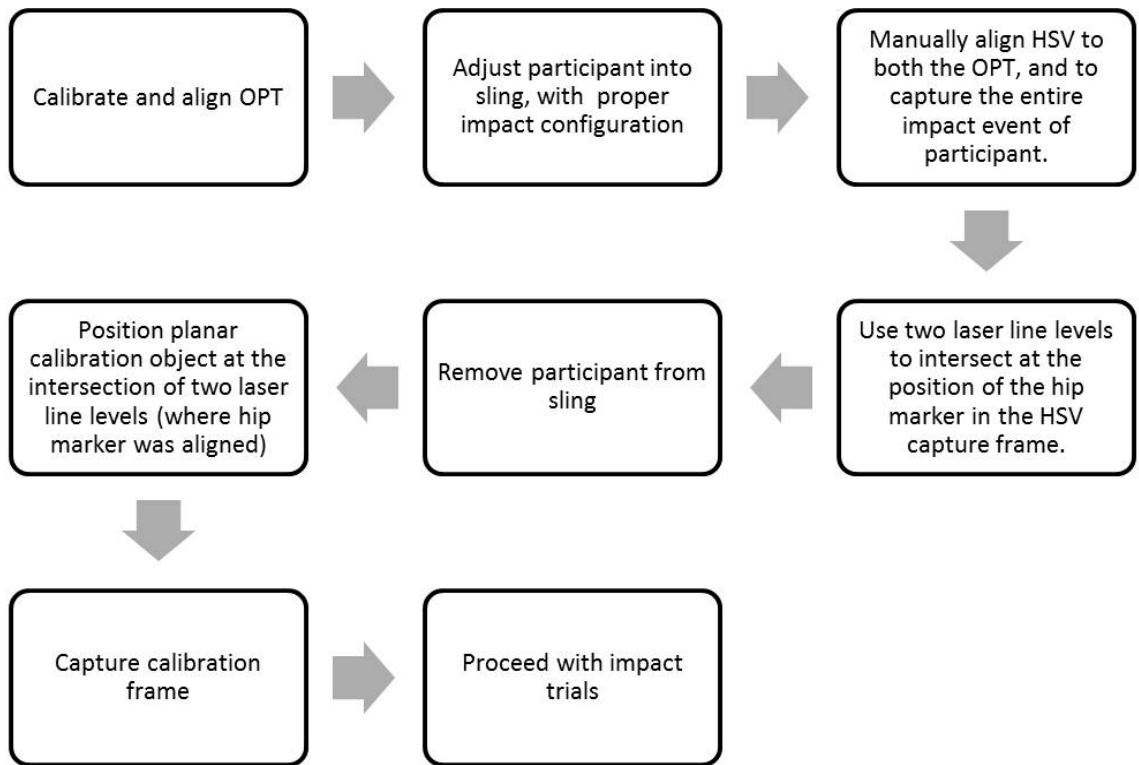 Calibrate and align OPT
Adjust participant into
sling, with proper
impact configuration
Manually align HSV to
both the OPT, and to
capture the entire
impact event of
participant.
Use two laser line levels
to intersect at the
position of the hip
marker in the HSV
capture frame.
Remove participant from
sling
Position planar
calibration object at the
intersection of two laser
line levels (where hip
marker was aligned)
Capture calibration
frame
Proceed with impact
trials